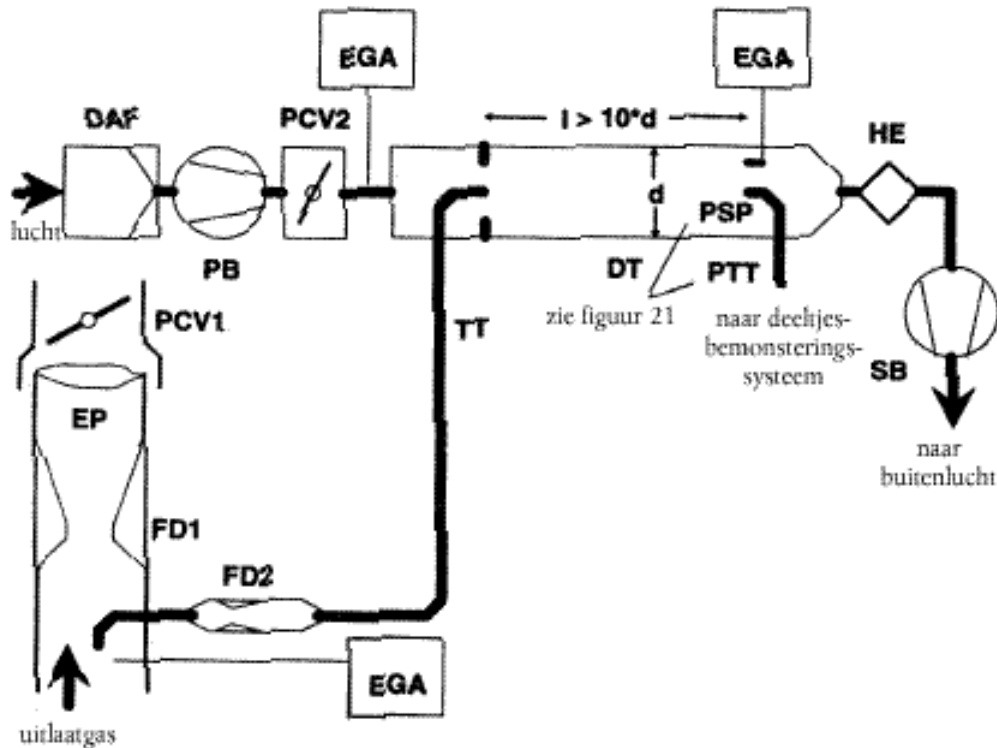 EGA
EGA
DAF
PCV2
l > 10*d
HE
lucht
d
PSP
PB
DT
PTT
PCV1
TT
zie figuur 21
naar deeltjes-
bemonsterings-
systeem
SB
EP
naar
buitenlucht
FD1
FD2
EGA
uitlaatgas